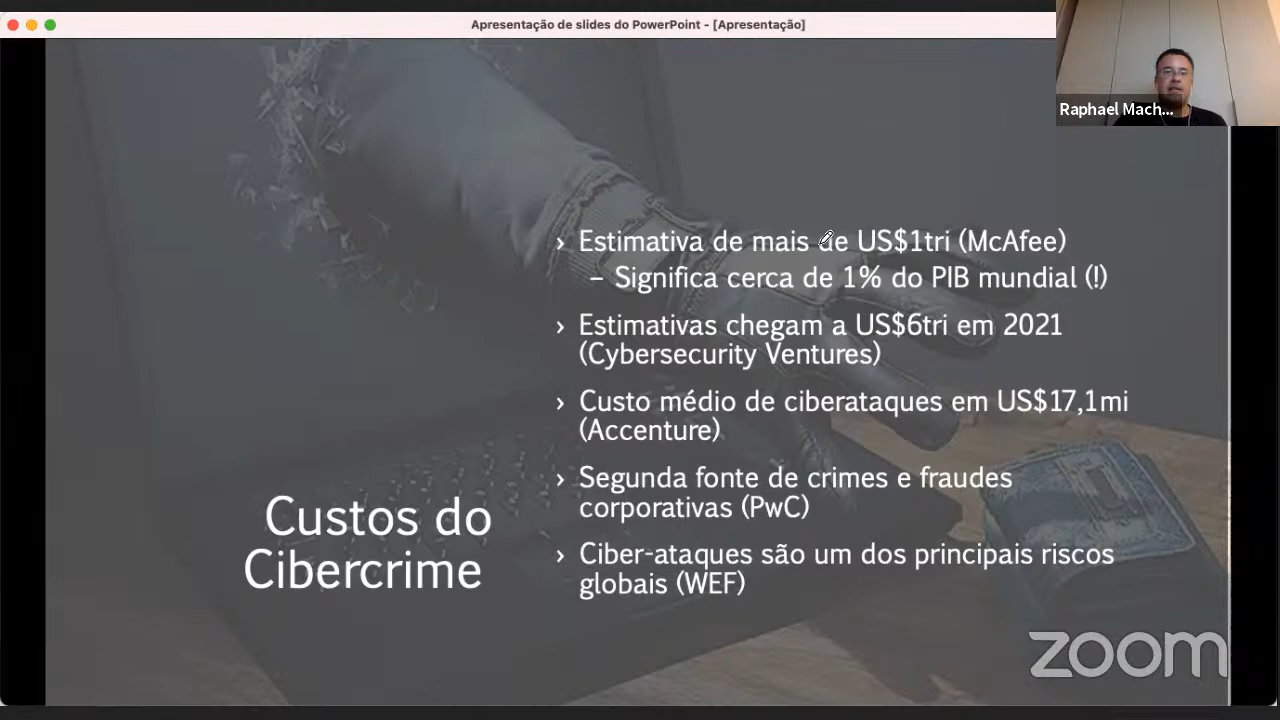 Apresentação de slides do PowerPoint - [Apresentação]
Raphael Mach...
› Estimativa de mais de US$1tri (McAfee)
– Significa cerca de 1% do PIB mundial (!)
› Estimativas chegam a US$6tri em 2021
(Cybersecurity Ventures)
› Custo médio de ciberataques em US$17,1mi
(Accenture)
› Segunda fonte de crimes e fraudes
corporativas (PwC)
› Ciber-ataques são um dos principais riscos
globais (WEF)
Custos do
Cibercrime
zoom